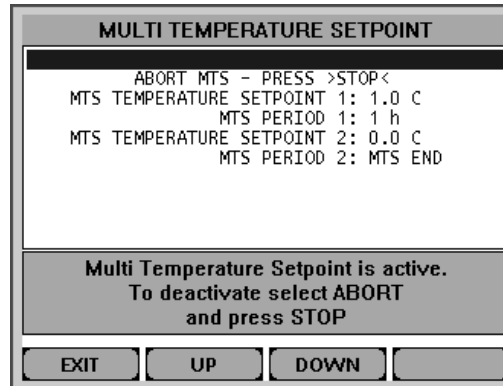 MULTI TEMPERATURE SETPOINT
ABORT MTS - PRESS >STOP<
MTS TEMPERATURE SETPOINT 1: 1.0 C
MTS PERIOD 1: 1 h
MTS TEMPERATURE SETPOINT 2: 0.0 C
MTS PERIOD 2: MTS END
Multi Temperature Setpoint is active.
To deactivate select ABORT
and press STOP
EXIT UP DOWN